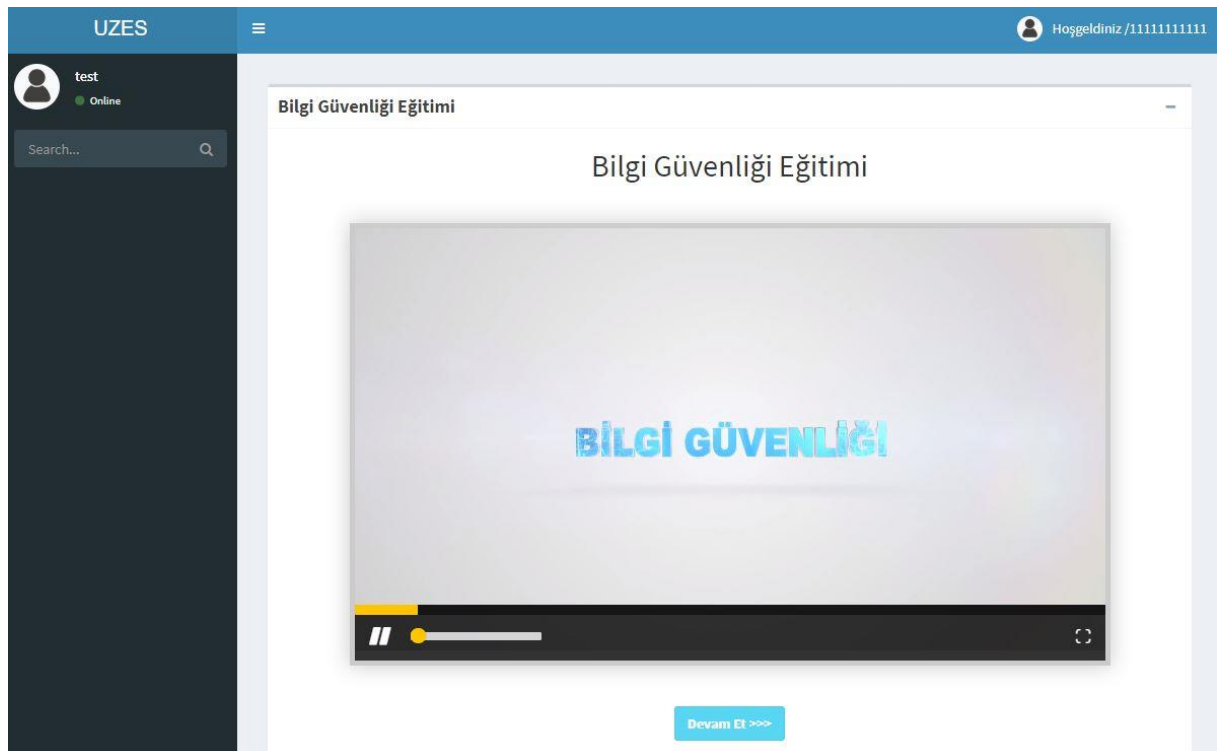 UZES
Hoşgeldiniz /11111111111
test
Online
Search...
Bilgi Güvenliği Eğitimi
Bilgi Güvenliği Eğitimi
BİLGİ GÜVENLİĞİ
Devam Et >>>